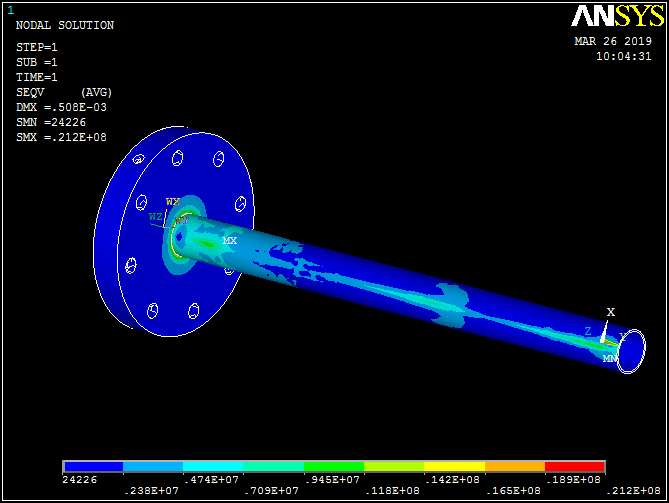 1
ANSYS
NODAL SOLUTION
MAR 26 2019
10:04:31
STEP=1
SUB =1
TIME=1
SEQV (AVG)
DMX =.508E-03
SMN =24226
SMX =.212E+08
WX
WZ
MX
X
Z Y
MN
24226 .474E+07 .945E+07 .142E+08 .189E+08
.238E+07 .709E+07 .118E+08 .165E+08 .212E+08